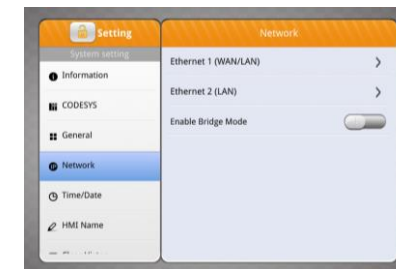 Setting
System setting
Information
CODESYS
General
Network
Time/Date
HMI Name
Network
Ethernet 1 (WAN/LAN)
Ethernet 2 (LAN)
Enable Bridge Mode